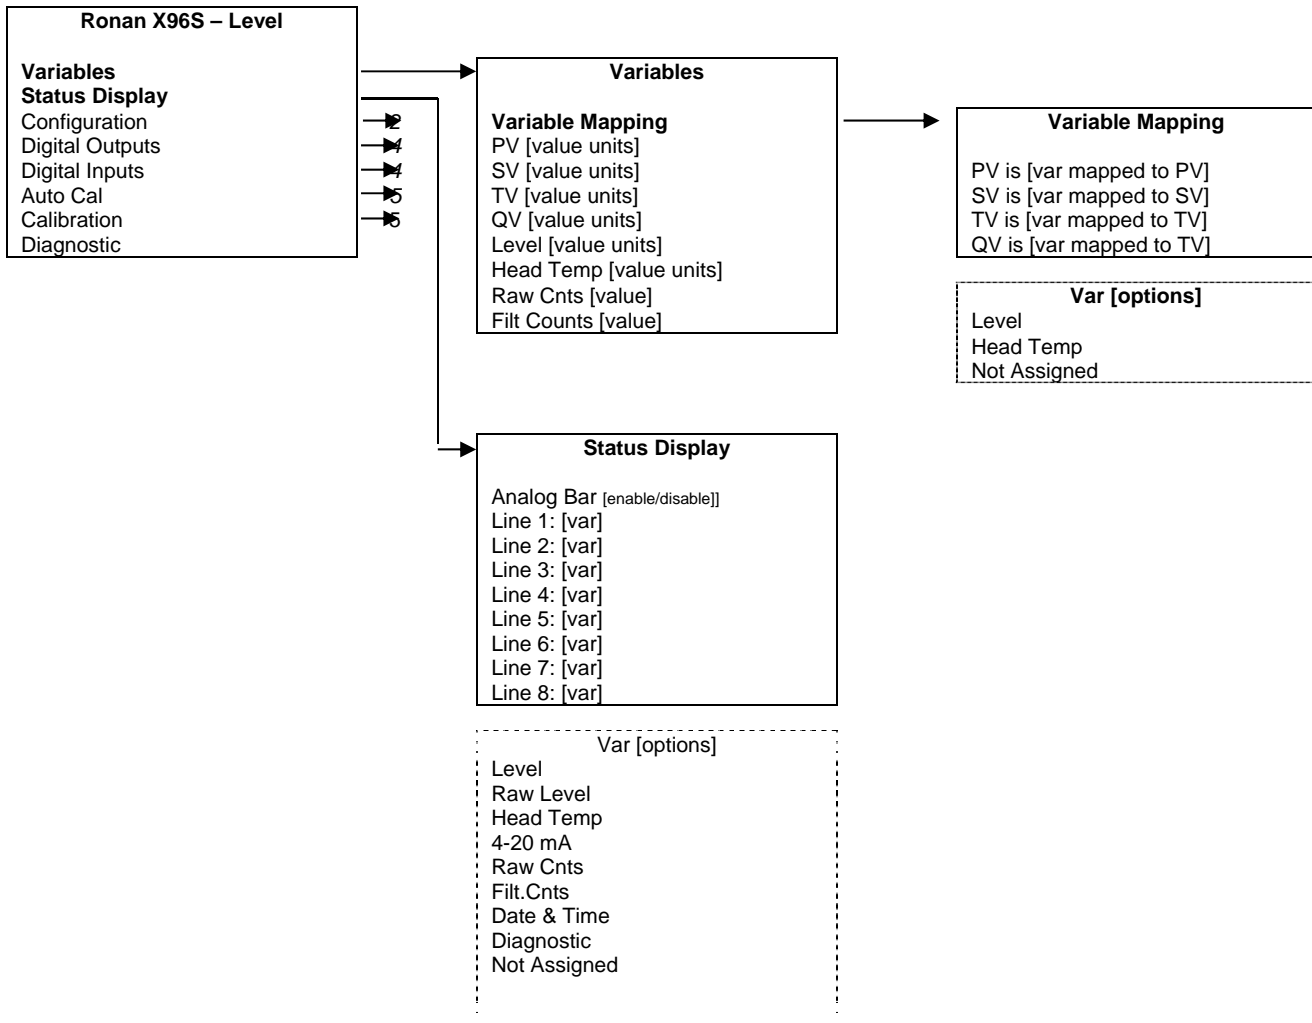 Ronan X96S – Level
Variables
Status Display
Configuration
2
Digital Outputs
4
Digital Inputs
4
Auto Cal
5
Calibration
5
Diagnostic
Variables
Variable Mapping
PV [value units]
SV [value units]
TV [value units]
QV [value units]
Level [value units]
Head Temp [value units]
Raw Cnts [value]
Filt Counts [value]
Variable Mapping
PV is [var mapped to PV]
SV is [var mapped to SV]
TV is [var mapped to TV]
QV is [var mapped to TV]
Var [options]
Level
Head Temp
Not Assigned
Status Display
Analog Bar [enable/disable]]
Line 1: [var]
Line 2: [var]
Line 3: [var]
Line 4: [var]
Line 5: [var]
Line 6: [var]
Line 7: [var]
Line 8: [var]
Var [options]
Level
Raw Level
Head Temp
4-20 mA
Raw Cnts
Filt.Cnts
Date & Time
Diagnostic
Not Assigned